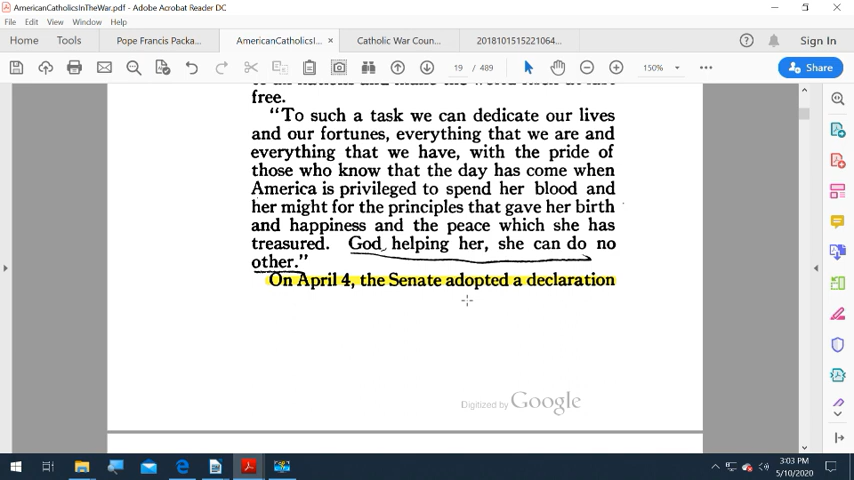 AmericanCatholicsInTheWar.pdf - Adobe Acrobat Reader DC
File Edit View Window Help
Home Tools Pope Francis Packa... AmericanCatholicsI... × Catholic War Coun... 2018101515221064... Sign In
19 / 489 150% Share
free.
“To such a task we can dedicate our lives
and our fortunes, everything that we are and
everything that we have, with the pride of
those who know that the day has come when
America is privileged to spend her blood and
her might for the principles that gave her birth
and happiness and the peace which she has
treasured. God helping her, she can do no
other.”
On April 4, the Senate adopted a declaration
Digitized by Google
3:03 PM
5/10/2020